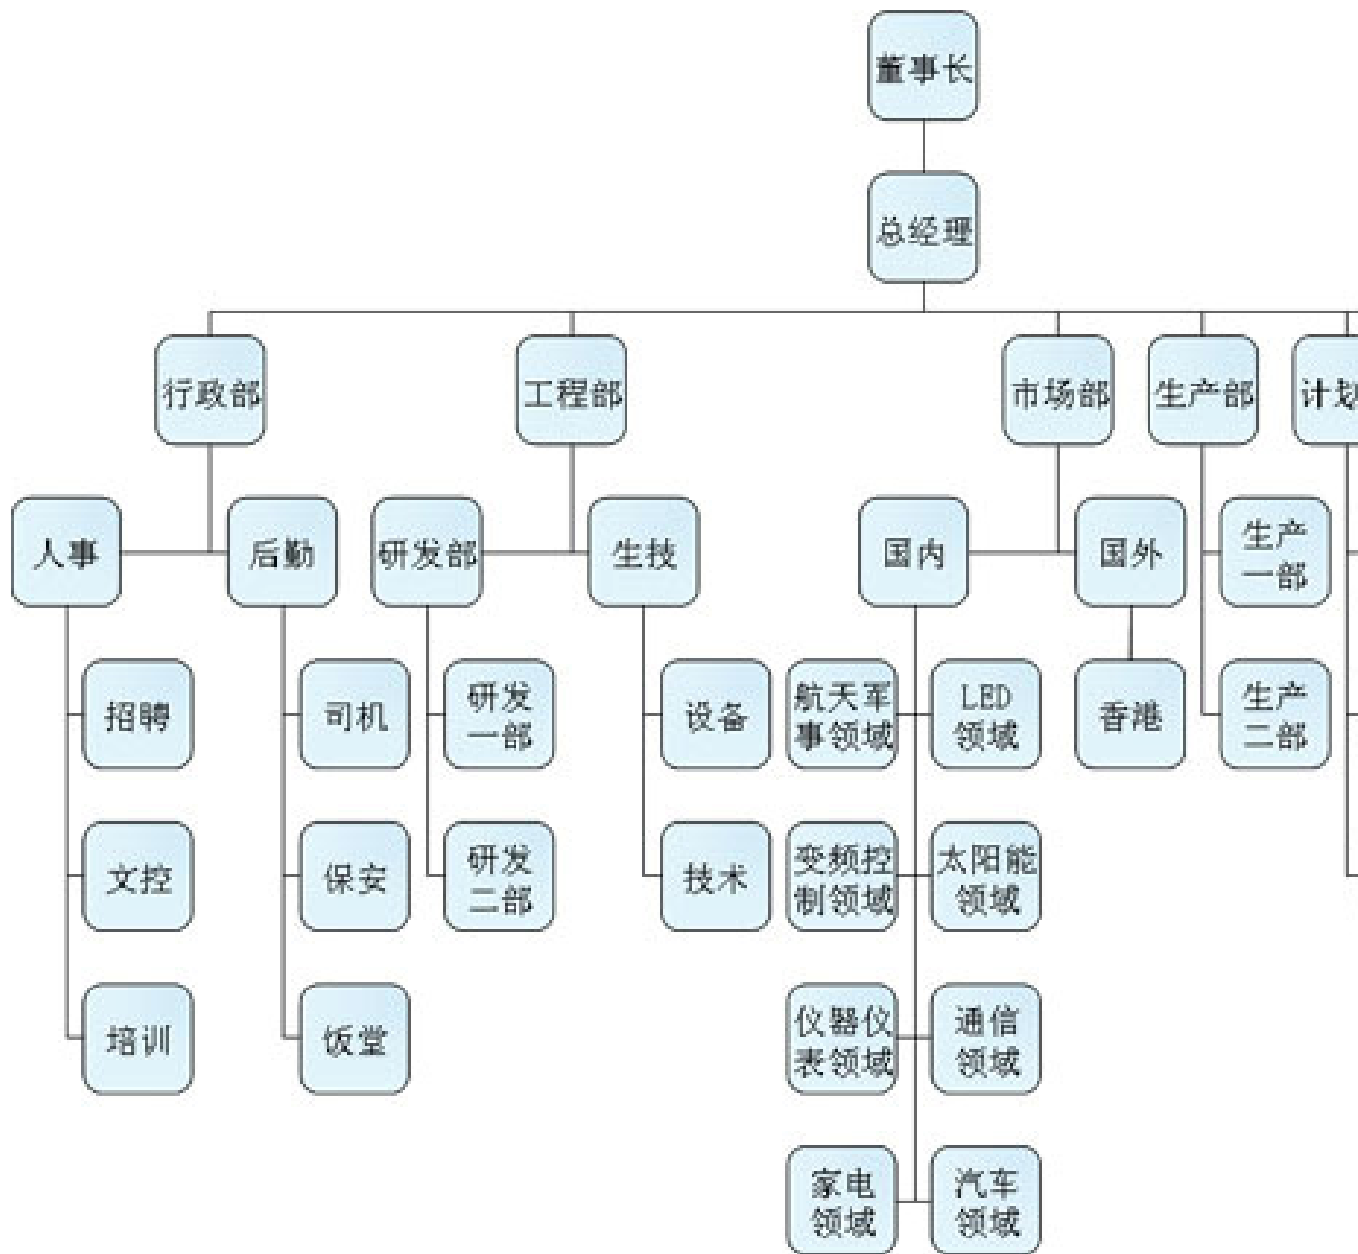 董事长
总经理
行政部
工程部
市场部
生产部
计划
人事
后勤
研发部
生技
国内
国外
生产
一部
招聘
司机
研发
一部
设备
航天军
事领域
LED
领域
香港
生产
二部
文控
保安
研发
二部
技术
变频控
制领域
太阳能
领域
培训
饭堂
仪器仪
表领域
通信
领域
家电
领域
汽车
领域